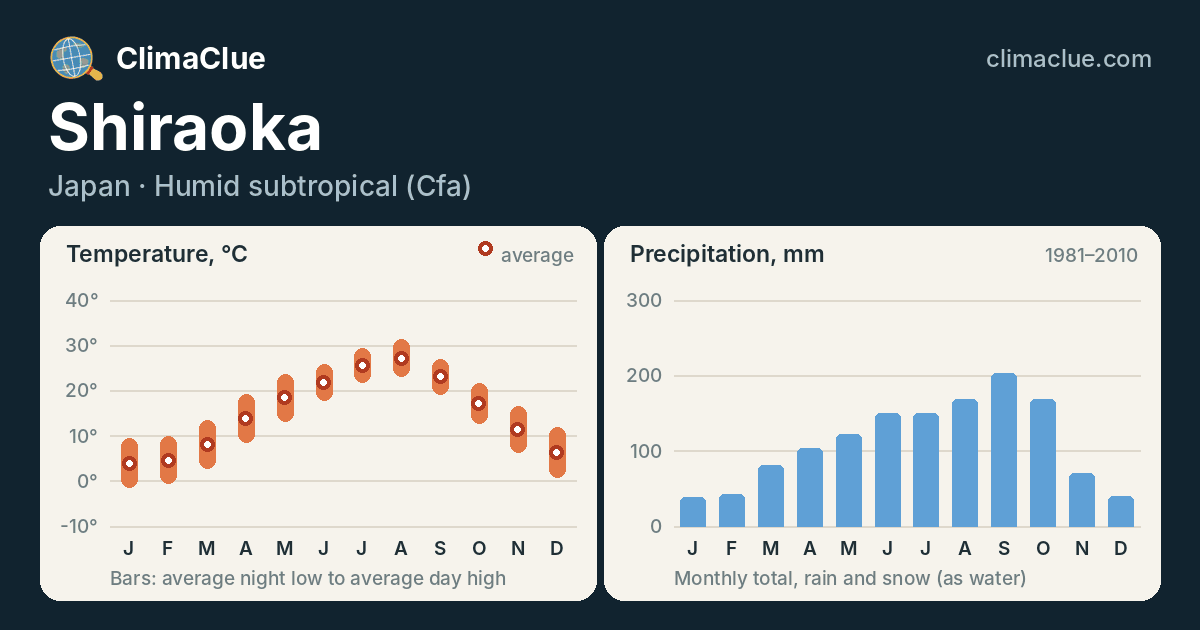 ClimaClue
climaclue.com
Shiraoka
Japan · Humid subtropical (Cfa)
Temperature, °C
average
40°
30°
20°
10°
0°
-10°
J F M A M J J A S O N D
Bars: average night low to average day high
Precipitation, mm
1981–2010
300
200
100
0
J F M A M J J A S O N D
Monthly total, rain and snow (as water)